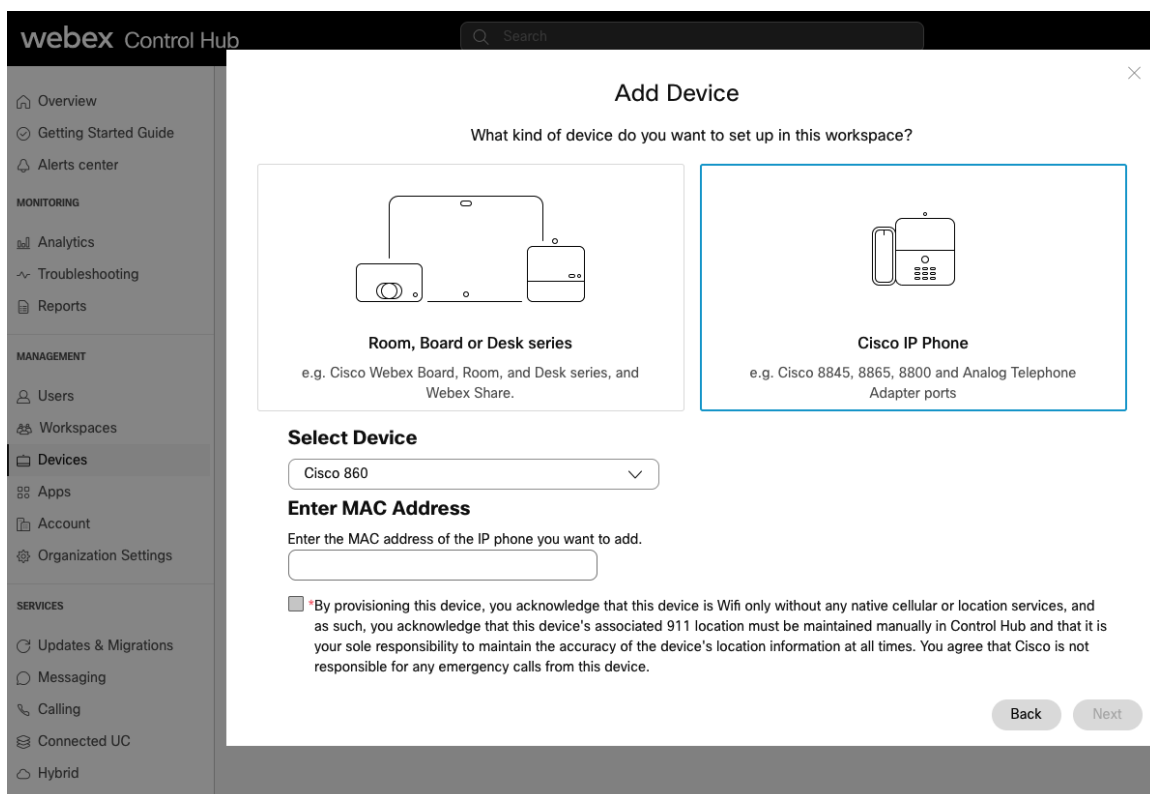 webex Control Hub
Search
Overview
Getting Started Guide
Alerts center
MONITORING
Analytics
Troubleshooting
Reports
MANAGEMENT
Users
Workspaces
Devices
Apps
Account
Organization Settings
SERVICES
Updates & Migrations
Messaging
Calling
Connected UC
Hybrid
Add Device
What kind of device do you want to set up in this workspace?
Room, Board or Desk series
e.g. Cisco Webex Board, Room, and Desk series, and
Webex Share.
Cisco IP Phone
e.g. Cisco 8845, 8865, 8800 and Analog Telephone
Adapter ports
Select Device
Cisco 860
Enter MAC Address
Enter the MAC address of the IP phone you want to add.
*By provisioning this device, you acknowledge that this device is Wifi only without any native cellular or location services, and
as such, you acknowledge that this device's associated 911 location must be maintained manually in Control Hub and that it is
your sole responsibility to maintain the accuracy of the device's location information at all times. You agree that Cisco is not
responsible for any emergency calls from this device.
Back
Next